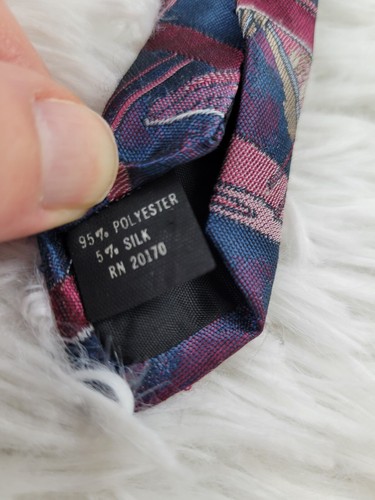 95% POLYESTER
5% SILK
RN 20170